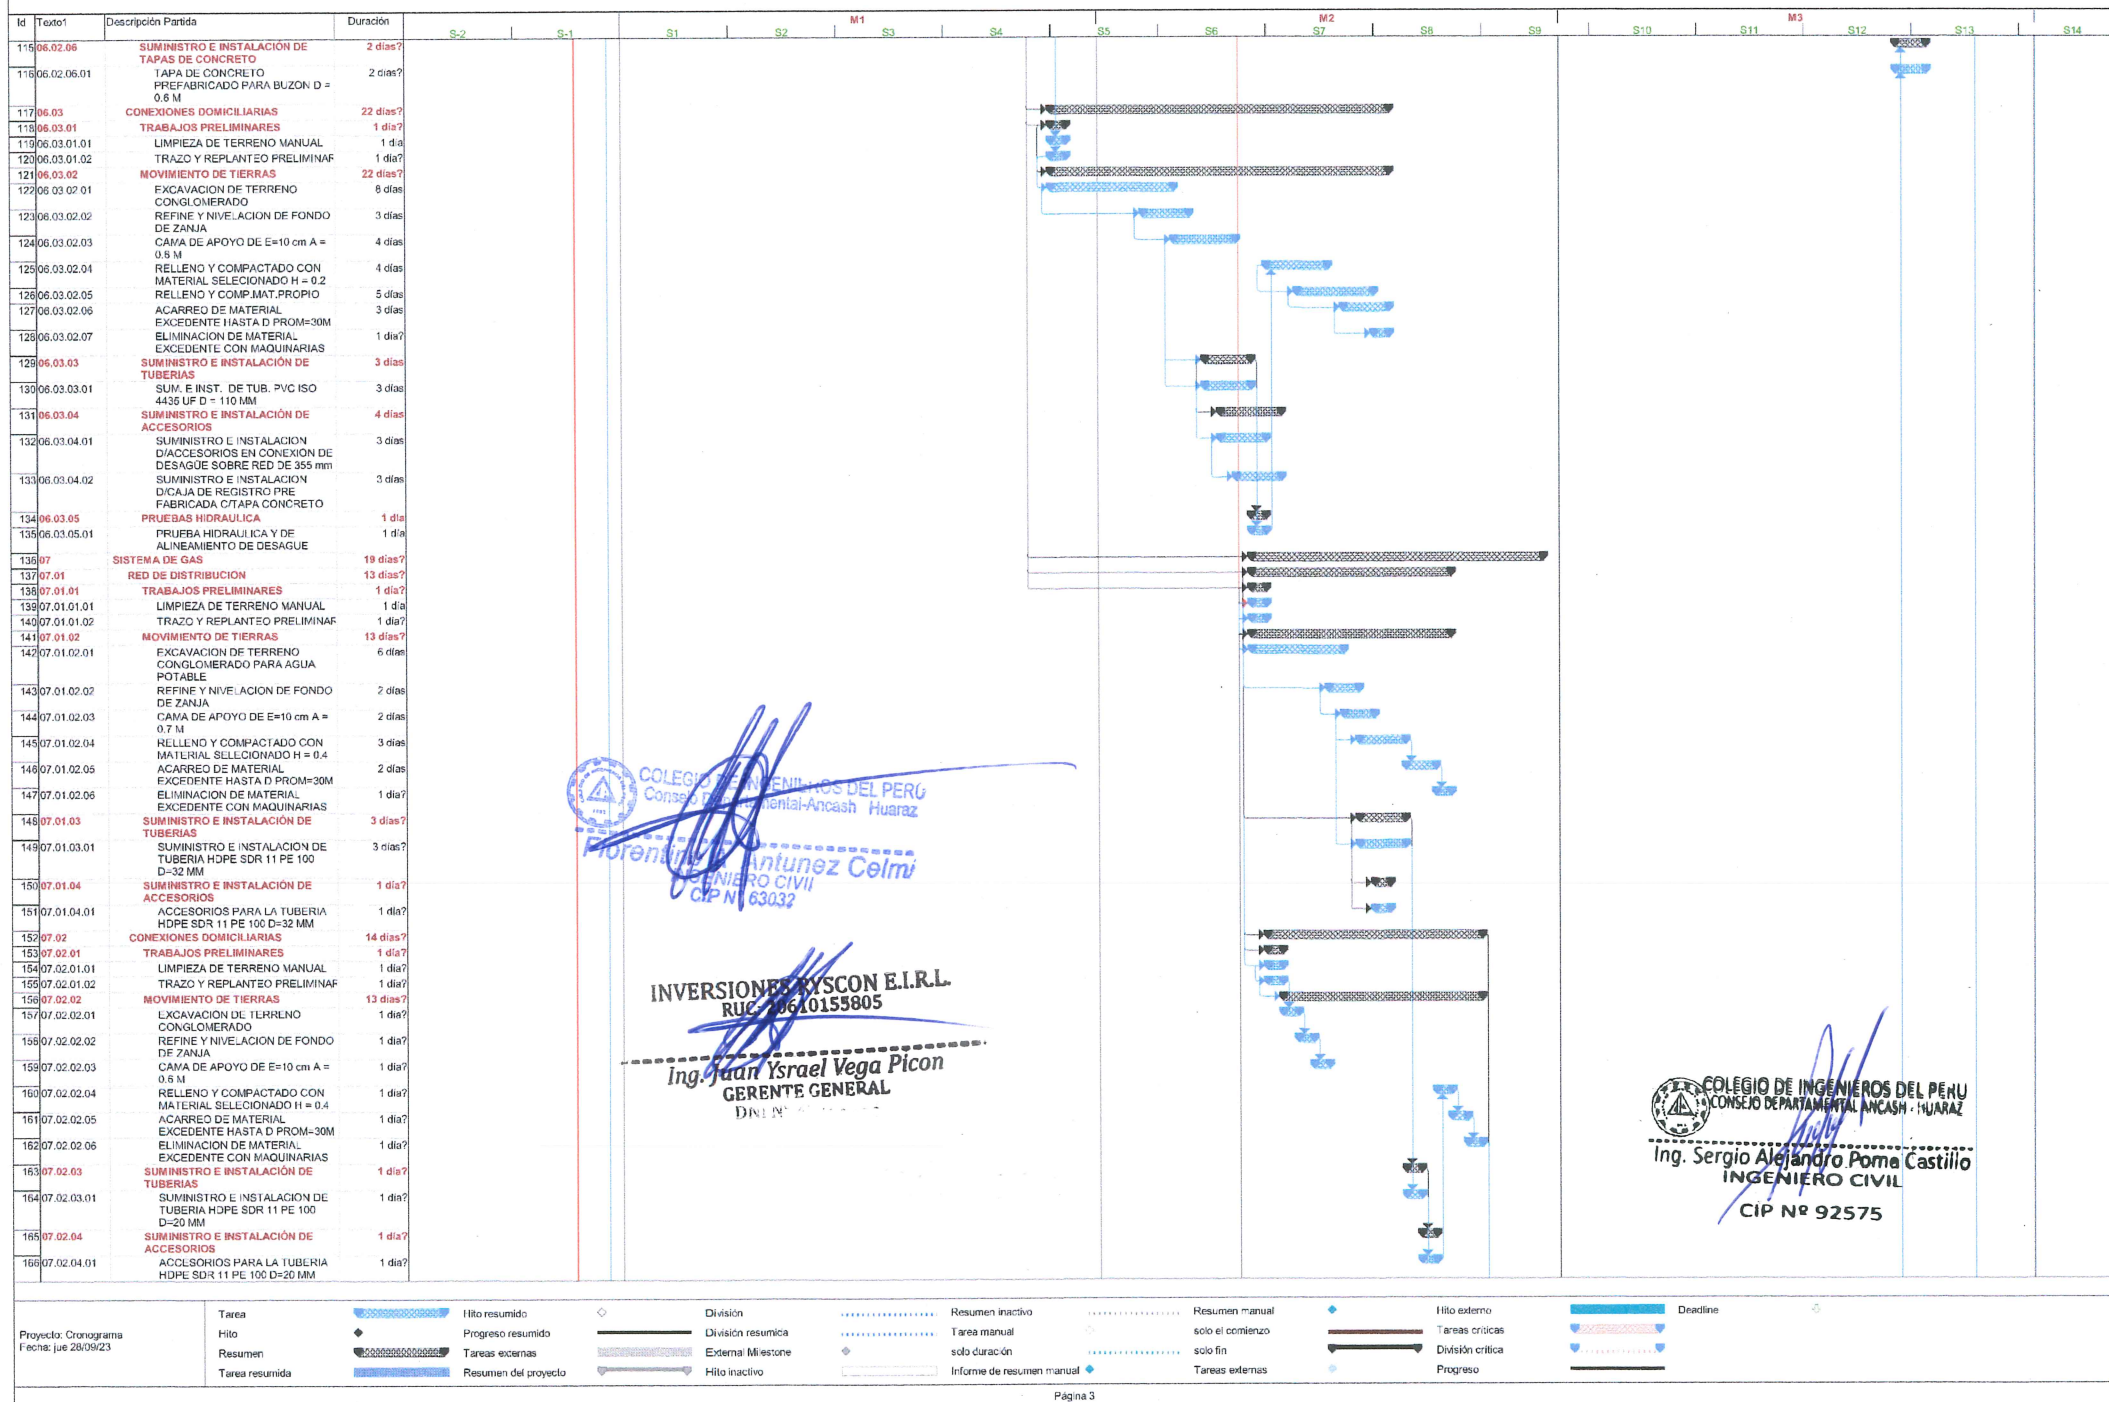 Id Texto1 Descripción Partida Duración
M1 M2 M3
S-2 S-1 S1 S2 S3 S4 S5 S6 S7 S8 S9 S10 S11 S12 S13 S14
115 06.02.06 SUMINISTRO E INSTALACIÓN DE 2 días?
TAPAS DE CONCRETO
116 06.02.06.01 TAPA DE CONCRETO 2 días?
PREFABRICADO PARA BUZON D =
0.6 M
117 06.03 CONEXIONES DOMICILIARIAS 22 días?
118 06.03.01 TRABAJOS PRELIMINARES 1 día?
119 06.03.01.01 LIMPIEZA DE TERRENO MANUAL 1 día
120 06.03.01.02 TRAZO Y REPLANTEO PRELIMINAR 1 día?
121 06.03.02 MOVIMIENTO DE TIERRAS 22 días?
122 06.03.02.01 EXCAVACION DE TERRENO 8 días
CONGLOMERADO
123 06.03.02.02 REFINE Y NIVELACION DE FONDO 3 días
DE ZANJA
124 06.03.02.03 CAMA DE APOYO DE E=10 cm A = 4 días
0.6 M
125 06.03.02.04 RELLENO Y COMPACTADO CON 4 días
MATERIAL SELECIONADO H = 0.2
126 06.03.02.05 RELLENO Y COMP.MAT.PROPIO 5 días
127 06.03.02.06 ACARREO DE MATERIAL 3 días
EXCEDENTE HASTA D PROM=30M
128 06.03.02.07 ELIMINACION DE MATERIAL 1 día?
EXCEDENTE CON MAQUINARIAS
129 06.03.03 SUMINISTRO E INSTALACIÓN DE 3 días
TUBERIAS
130 06.03.03.01 SUM. E INST. DE TUB. PVC ISO 3 días
4435 UF D = 110 MM
131 06.03.04 SUMINISTRO E INSTALACIÓN DE 4 días
ACCESORIOS
132 06.03.04.01 SUMINISTRO E INSTALACION 3 días
D/ACCESORIOS EN CONEXIÓN DE
DESAGÜE SOBRE RED DE 355 mm
133 06.03.04.02 SUMINISTRO E INSTALACION 3 días
D/CAJA DE REGISTRO PRE
FABRICADA C/TAPA CONCRETO
134 06.03.05 PRUEBAS HIDRAULICA 1 día
135 06.03.05.01 PRUEBA HIDRAULICA Y DE 1 día
ALINEAMIENTO DE DESAGUE
136 07 SISTEMA DE GAS 19 días?
137 07.01 RED DE DISTRIBUCION 13 días?
138 07.01.01 TRABAJOS PRELIMINARES 1 día?
139 07.01.01.01 LIMPIEZA DE TERRENO MANUAL 1 día
140 07.01.01.02 TRAZO Y REPLANTEO PRELIMINAR 1 día?
141 07.01.02 MOVIMIENTO DE TIERRAS 13 días?
142 07.01.02.01 EXCAVACION DE TERRENO 6 días
CONGLOMERADO PARA AGUA
POTABLE
143 07.01.02.02 REFINE Y NIVELACION DE FONDO 2 días
DE ZANJA
144 07.01.02.03 CAMA DE APOYO DE E=10 cm A = 2 días
0.7 M
145 07.01.02.04 RELLENO Y COMPACTADO CON 3 días
MATERIAL SELECIONADO H = 0.4
146 07.01.02.05 ACARREO DE MATERIAL 2 días
EXCEDENTE HASTA D PROM=30M
147 07.01.02.06 ELIMINACION DE MATERIAL 1 día?
EXCEDENTE CON MAQUINARIAS
148 07.01.03 SUMINISTRO E INSTALACIÓN DE 3 días?
TUBERIAS
149 07.01.03.01 SUMINISTRO E INSTALACION DE 3 días?
TUBERIA HDPE SDR 11 PE 100
D=32 MM
150 07.01.04 SUMINISTRO E INSTALACIÓN DE 1 día?
ACCESORIOS
151 07.01.04.01 ACCESORIOS PARA LA TUBERIA 1 día?
HDPE SDR 11 PE 100 D=32 MM
152 07.02 CONEXIONES DOMICILIARIAS 14 días?
153 07.02.01 TRABAJOS PRELIMINARES 1 día?
154 07.02.01.01 LIMPIEZA DE TERRENO MANUAL 1 día?
155 07.02.01.02 TRAZO Y REPLANTEO PRELIMINAR 1 día?
156 07.02.02 MOVIMIENTO DE TIERRAS 13 días?
157 07.02.02.01 EXCAVACION DE TERRENO 1 día?
CONGLOMERADO
158 07.02.02.02 REFINE Y NIVELACION DE FONDO 1 día?
DE ZANJA
159 07.02.02.03 CAMA DE APOYO DE E=10 cm A = 1 día?
0.6 M
160 07.02.02.04 RELLENO Y COMPACTADO CON 1 día?
MATERIAL SELECIONADO H = 0.4
161 07.02.02.05 ACARREO DE MATERIAL 1 día?
EXCEDENTE HASTA D PROM=30M
162 07.02.02.06 ELIMINACION DE MATERIAL 1 día?
EXCEDENTE CON MAQUINARIAS
163 07.02.03 SUMINISTRO E INSTALACIÓN DE 1 día?
TUBERIAS
164 07.02.03.01 SUMINISTRO E INSTALACION DE 1 día?
TUBERIA HDPE SDR 11 PE 100
D=20 MM
165 07.02.04 SUMINISTRO E INSTALACIÓN DE 1 día?
ACCESORIOS
166 07.02.04.01 ACCESORIOS PARA LA TUBERIA 1 día?
HDPE SDR 11 PE 100 D=20 MM
COLEGIO DE INGENIEROS DEL PERÚ
Consejo Departamental-Ancash Huaraz
Antunez Celmi
INGENIERO CIVIL
CIP N° 63032
INVERSIONES RYSCON E.I.R.L.
RUC: 20610155805
Ing. Juan Ysrael Vega Picon
GERENTE GENERAL
DNI N°
COLEGIO DE INGENIEROS DEL PERU
CONSEJO DEPARTAMENTAL ANCASH - HUARAZ
Ing. Sergio Alejandro Poma Castillo
INGENIERO CIVIL
CIP Nº 92575
Proyecto: Cronograma
Fecha: jue 28/09/23
Tarea Hito resumido División Resumen inactivo Resumen manual Hito externo Deadline
Hito Progreso resumido División resumida Tarea manual solo el comienzo Tareas críticas
Resumen Tareas externas External Milestone solo duración solo fin División crítica
Tarea resumida Resumen del proyecto Hito inactivo Informe de resumen manual Tareas externas Progreso
Página 3